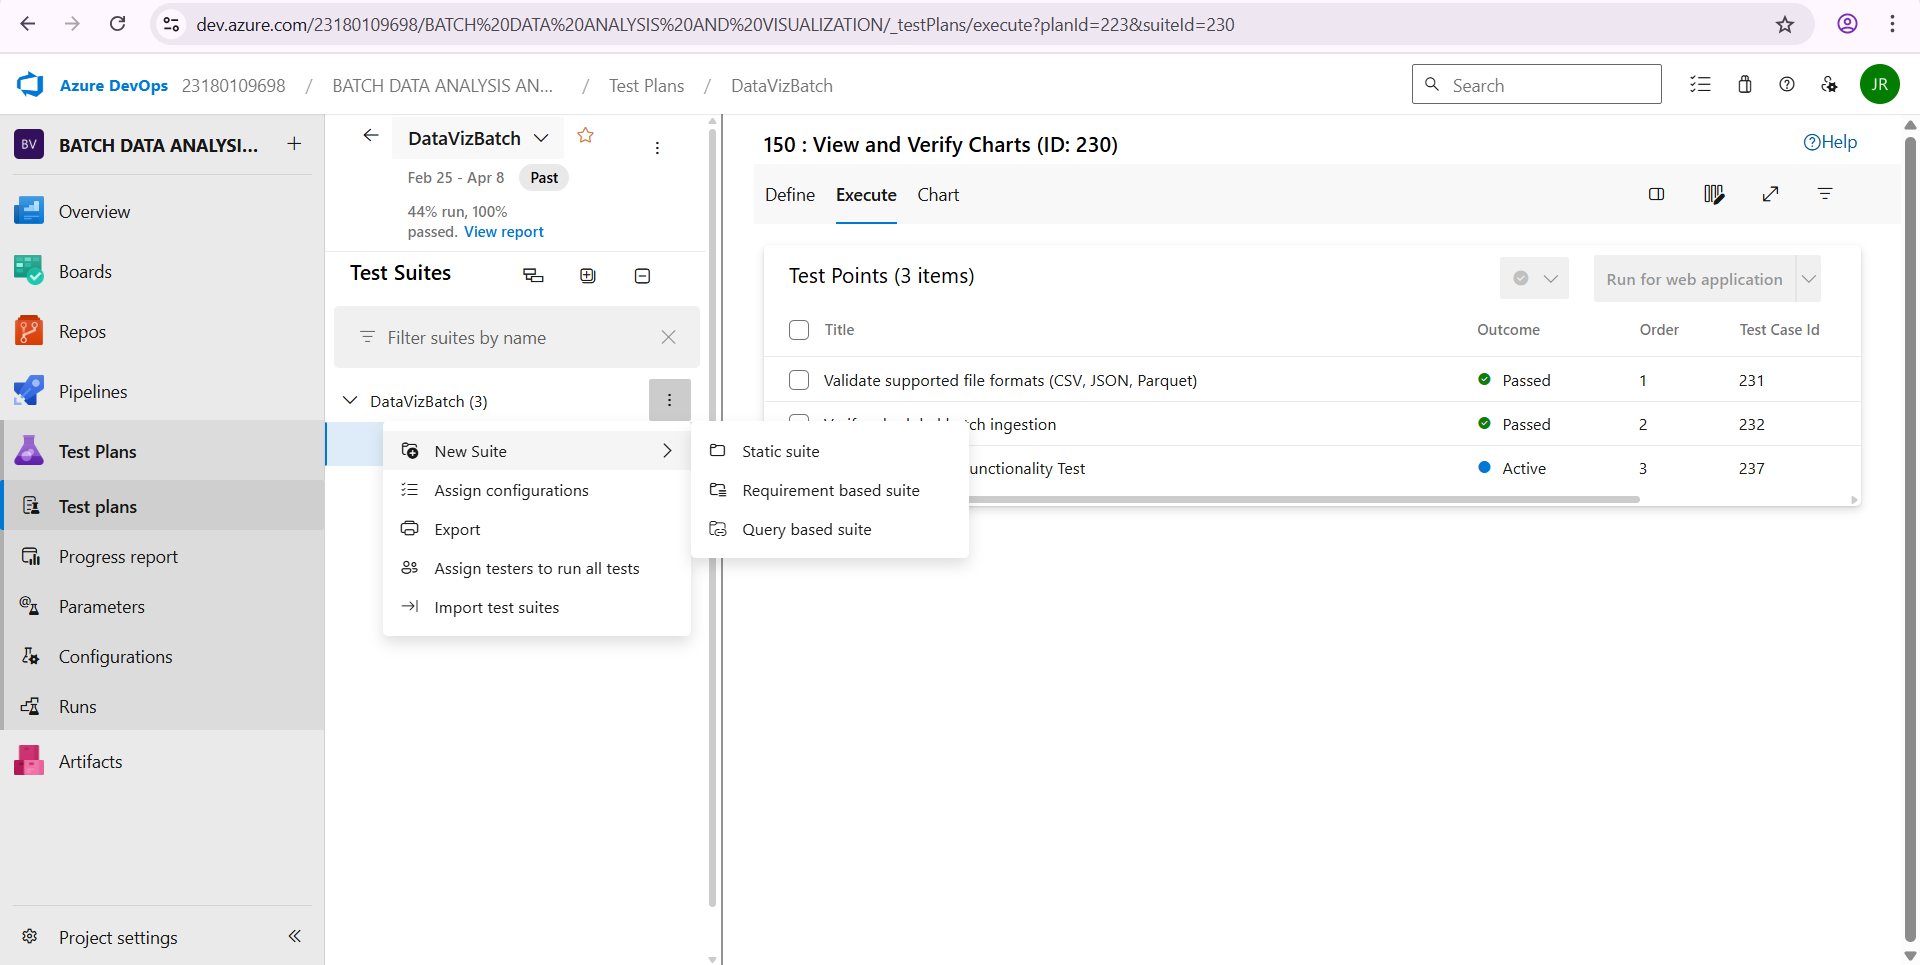 dev.azure.com/23180109698/BATCH%20DATA%20ANALYSIS%20AND%20VISUALIZATION/_testPlans/execute?planId=223&suiteId=230
Azure DevOps 23180109698 / BATCH DATA ANALYSIS AN... / Test Plans / DataVizBatch
Search
JR
BV BATCH DATA ANALYSI...
Overview
Boards
Repos
Pipelines
Test Plans
Test plans
Progress report
Parameters
Configurations
Runs
Artifacts
Project settings
DataVizBatch
Feb 25 - Apr 8 Past
44% run, 100%
passed. View report
Test Suites
Filter suites by name
DataVizBatch (3)
New Suite
Assign configurations
Export
Assign testers to run all tests
Import test suites
Static suite
Requirement based suite
Query based suite
150 : View and Verify Charts (ID: 230)
Help
Define Execute Chart
Test Points (3 items)
Run for web application
Title Outcome Order Test Case Id
Validate supported file formats (CSV, JSON, Parquet) Passed 1 231
ingestion Passed 2 232
unctionality Test Active 3 237